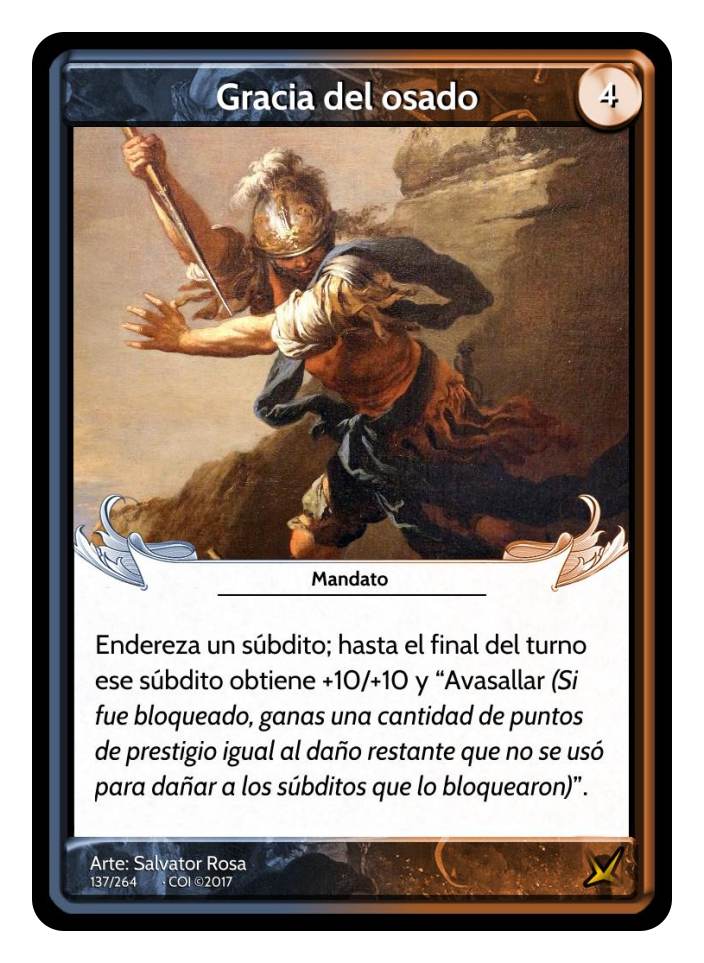 Gracia del osado
4
Mandato
Endereza un súbdito; hasta el final del turno
ese súbdito obtiene +10/+10 y “Avasallar (Si
fue bloqueado, ganas una cantidad de puntos
de prestigio igual al daño restante que no se usó
para dañar a los súbditos que lo bloquearon)”.
Arte: Salvator Rosa
137/264 · COI ©2017